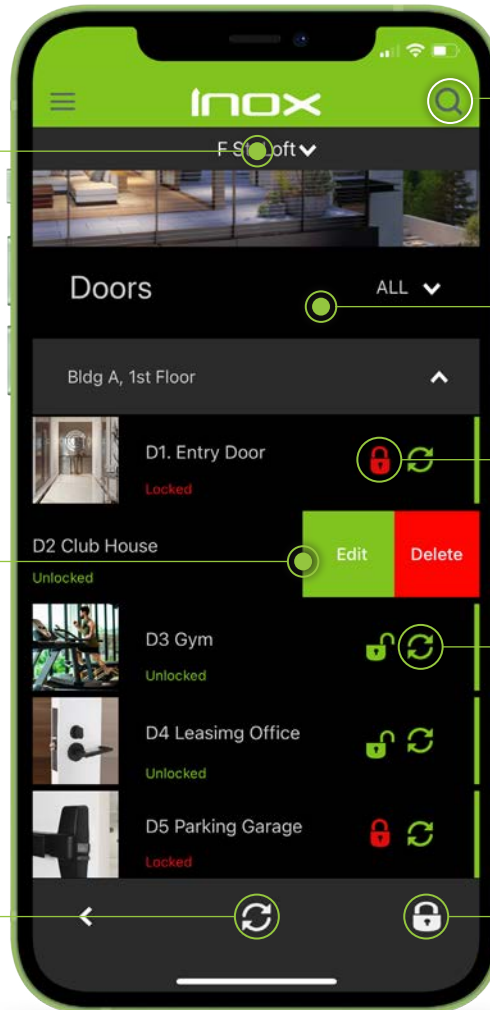 INOX
F St. Loft
Doors
ALL
Bldg A, 1st Floor
D1. Entry Door
Locked
D2 Club House
Unlocked
Edit
Delete
D3 Gym
Unlocked
D4 Leasimg Office
Unlocked
D5 Parking Garage
Locked